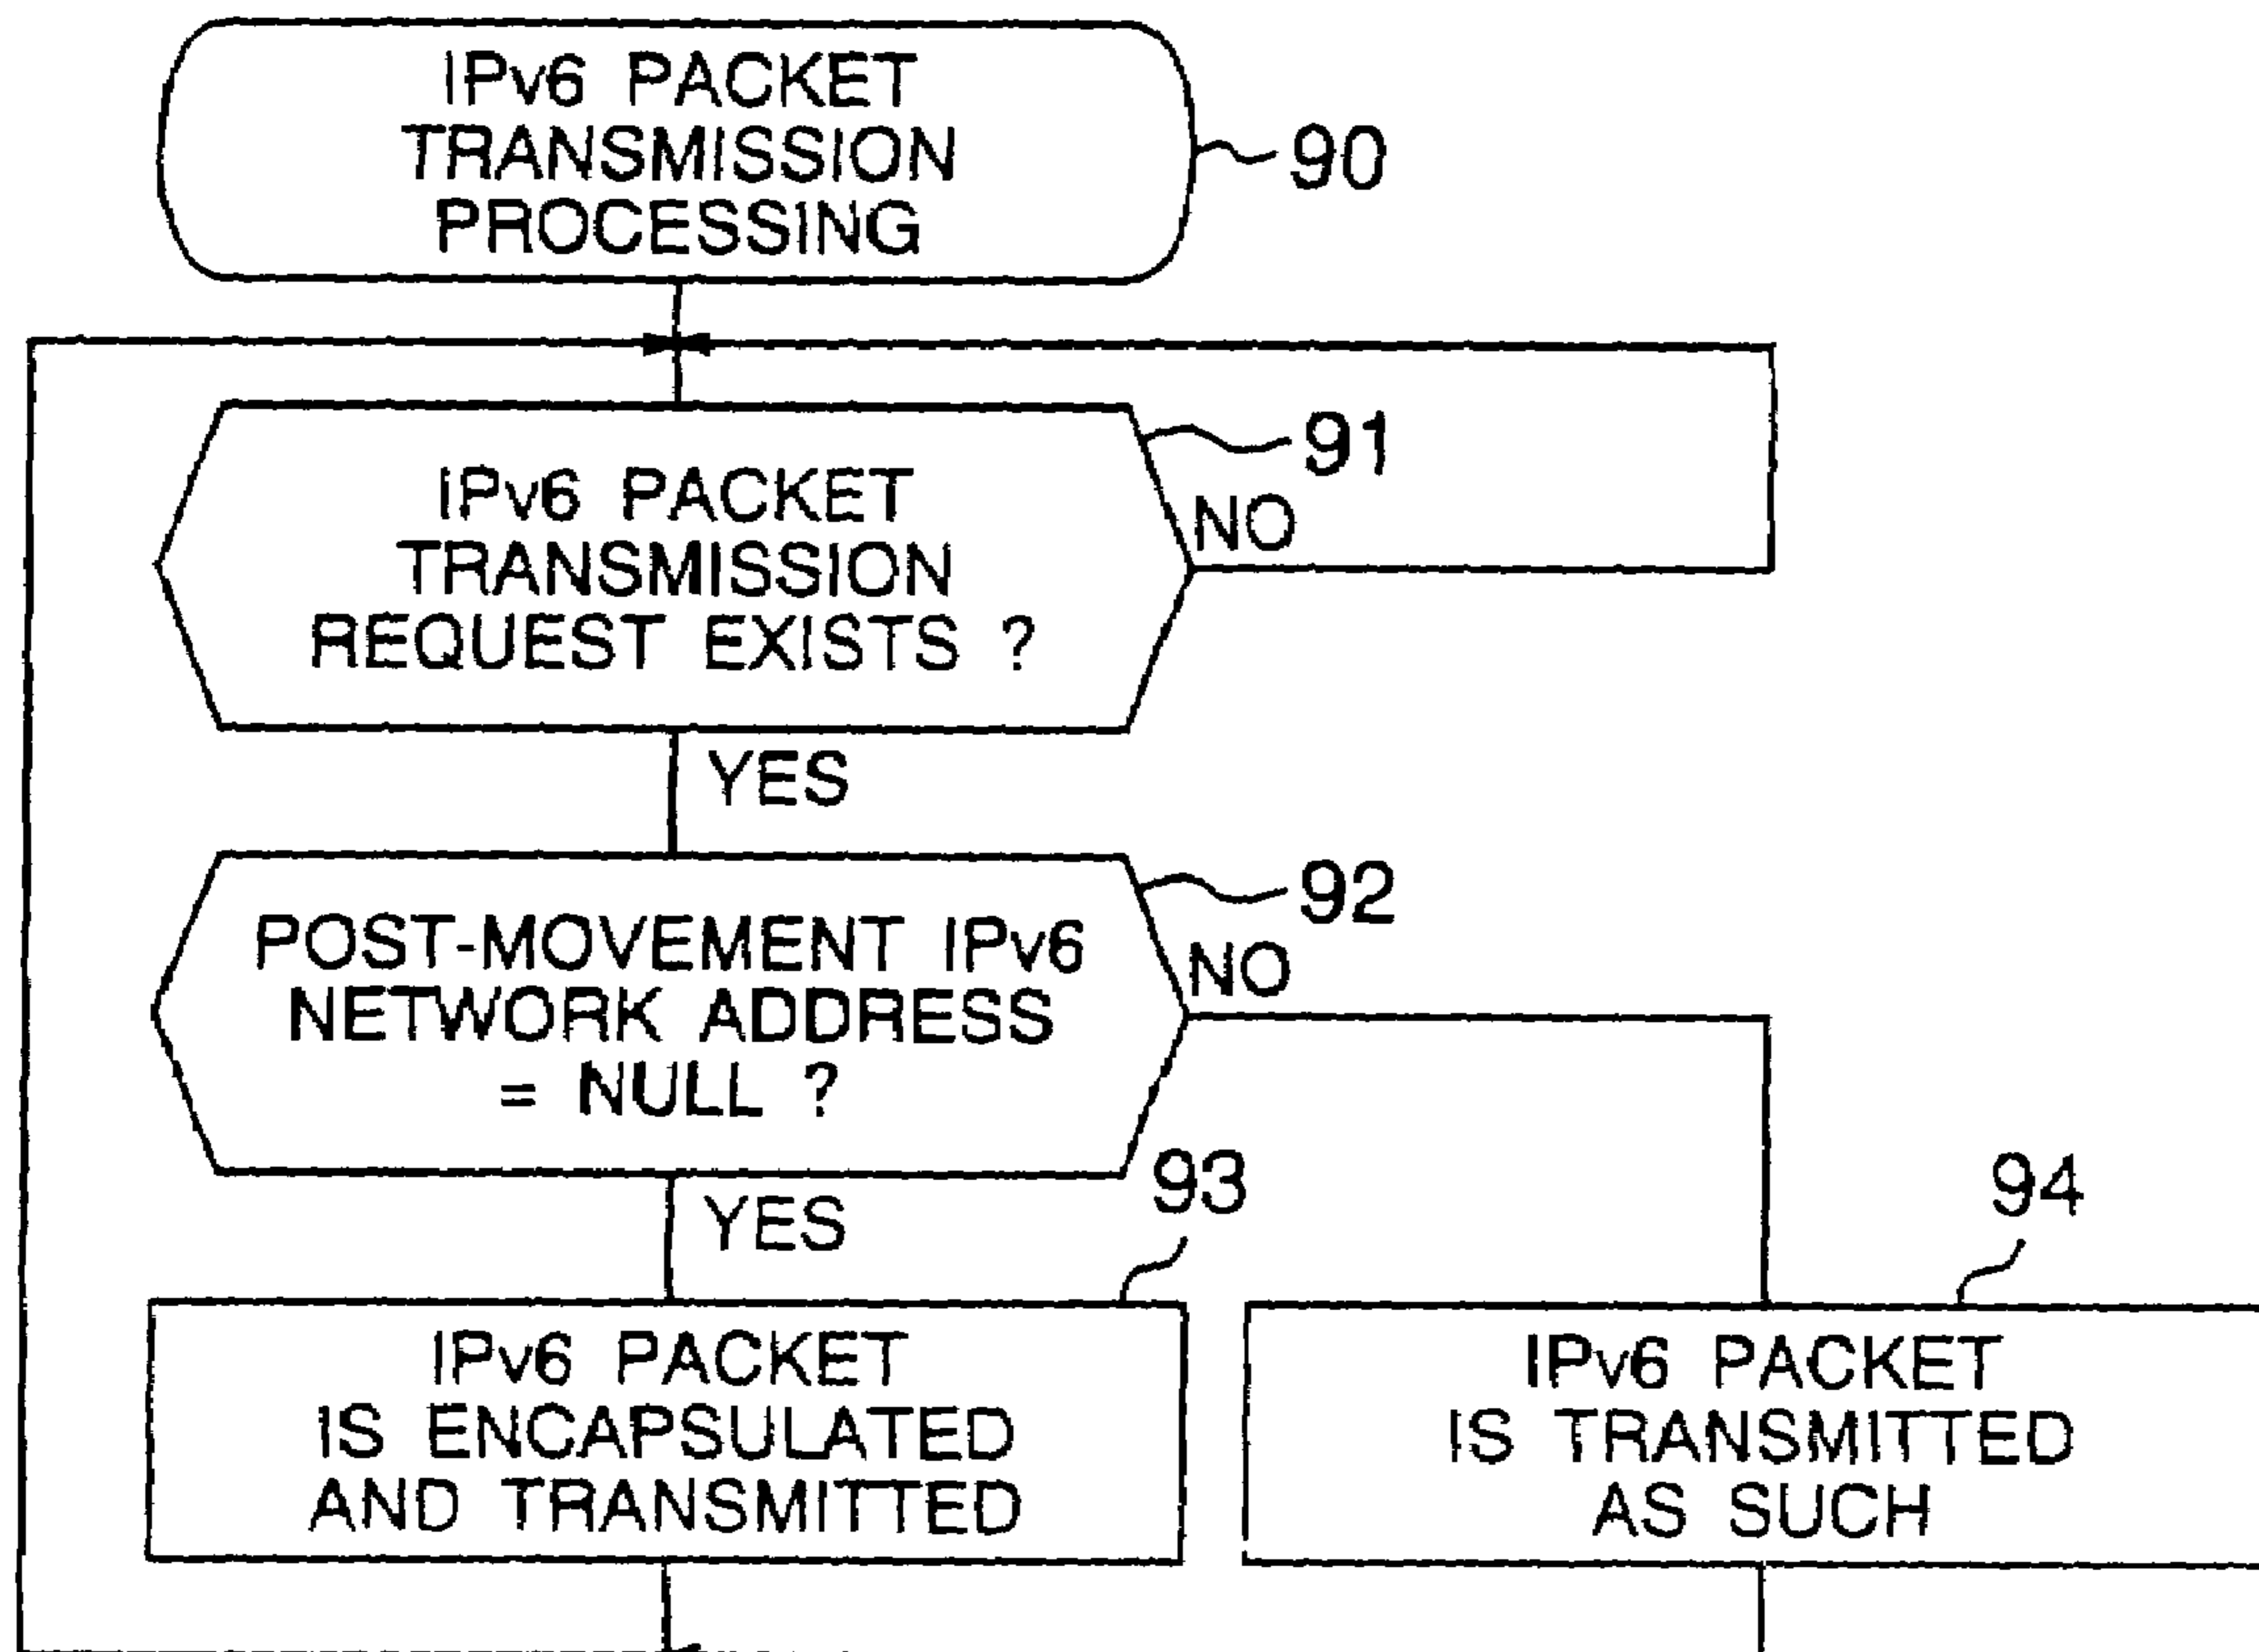 IPv6 PACKET
TRANSMISSION
PROCESSING
90
IPv6 PACKET
TRANSMISSION
REQUEST EXISTS ?
91
NO
YES
POST-MOVEMENT IPv6
NETWORK ADDRESS
= NULL ?
92
NO
YES
93
94
IPv6 PACKET
IS ENCAPSULATED
AND TRANSMITTED
IPv6 PACKET
IS TRANSMITTED
AS SUCH